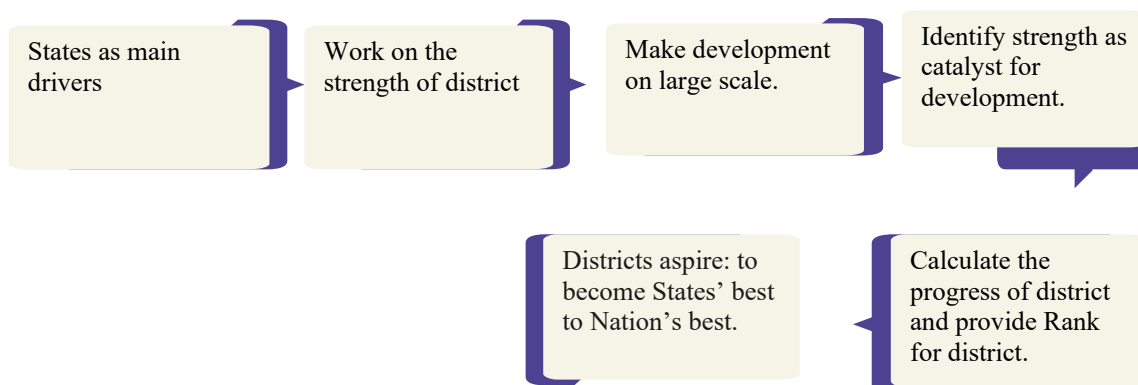 States as main
drivers
Work on the
strength of district
Make development
on large scale.
Identify strength as
catalyst for
development.
Calculate the
progress of district
and provide Rank
for district.
Districts aspire: to
become States’ best
to Nation’s best.